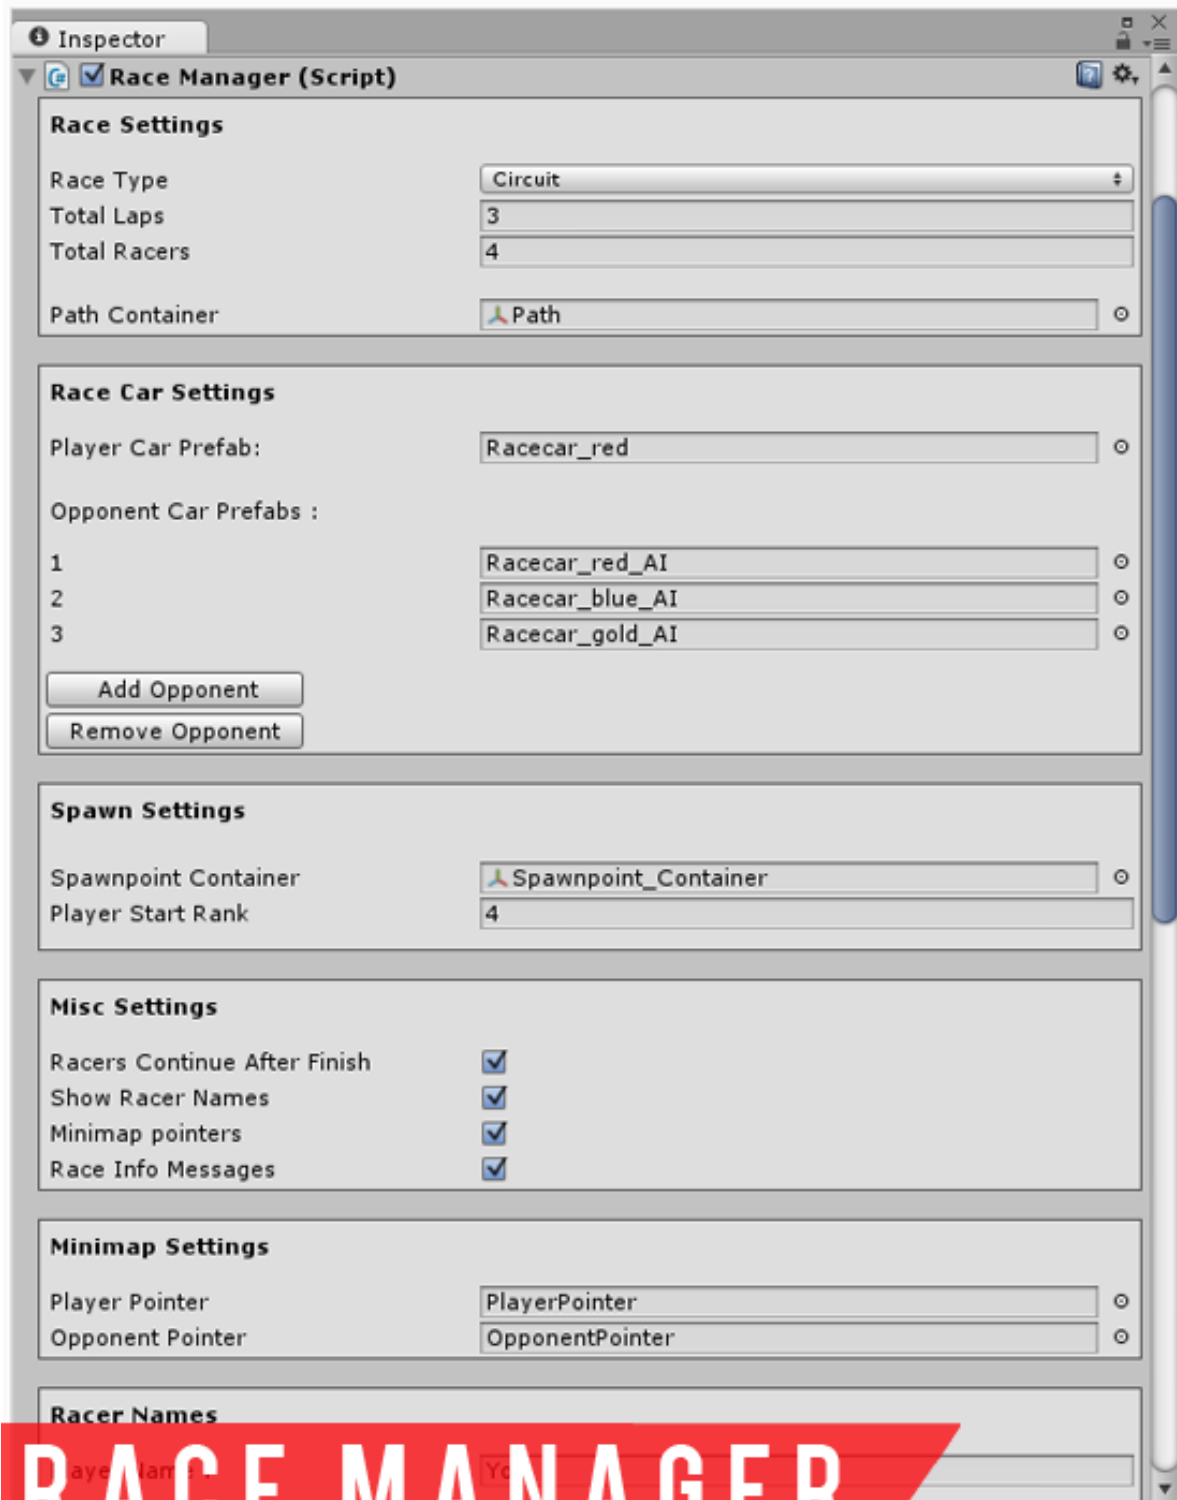 Inspector
Race Manager (Script)
Race Settings
Race Type Circuit
Total Laps 3
Total Racers 4
Path Container Path
Race Car Settings
Player Car Prefab: Racecar_red
Opponent Car Prefabs :
1 Racecar_red_AI
2 Racecar_blue_AI
3 Racecar_gold_AI
Add Opponent
Remove Opponent
Spawn Settings
Spawnpoint Container Spawnpoint_Container
Player Start Rank 4
Misc Settings
Racers Continue After Finish
Show Racer Names
Minimap pointers
Race Info Messages
Minimap Settings
Player Pointer PlayerPointer
Opponent Pointer OpponentPointer
Racer Names
RACE MANAGER